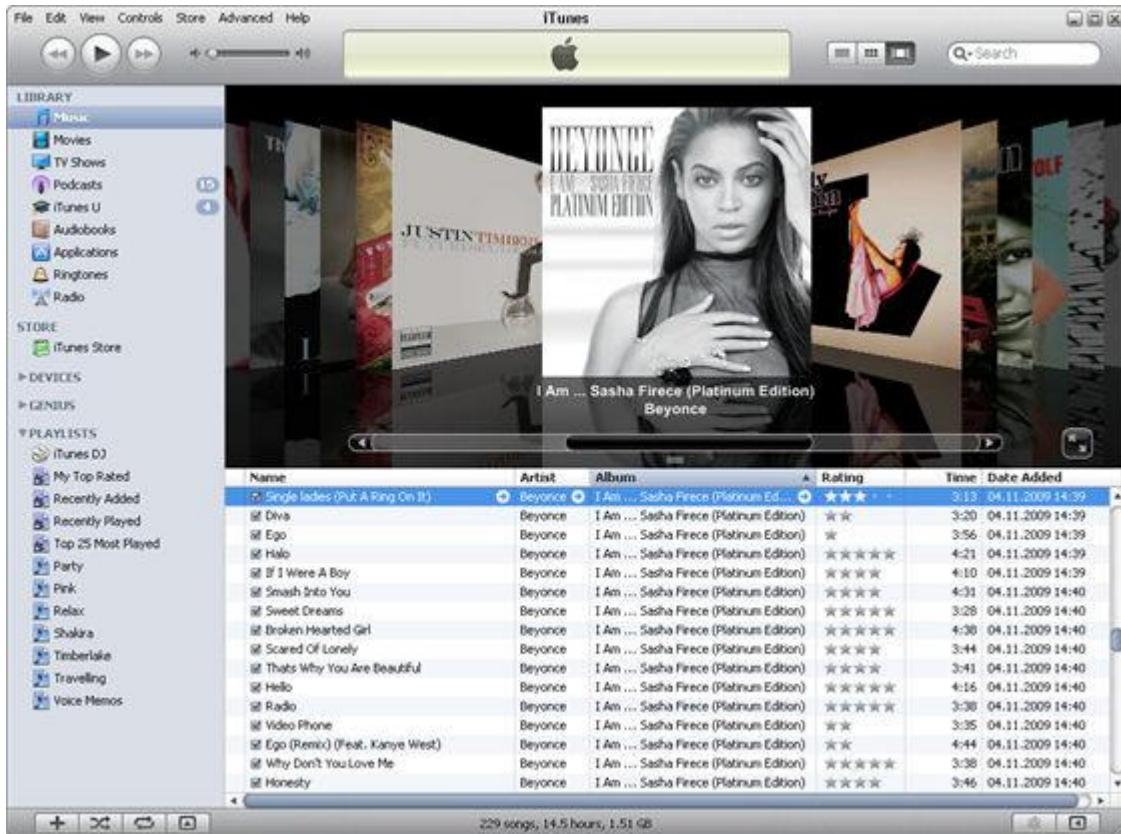 File Edit View Controls Store Advanced Help
iTunes
Search
LIBRARY
Music
Movies
TV Shows
Podcasts 15
iTunes U 4
Audiobooks
Applications
Ringtones
Radio
STORE
iTunes Store
DEVICES
GENIUS
PLAYLISTS
iTunes DJ
My Top Rated
Recently Added
Recently Played
Top 25 Most Played
Party
Pink
Relax
Shakira
Timberlake
Travelling
Voice Memos
JUSTIN TIMBERL
BEYONCÉ
I AM SASHA FIERCE
PLATINUM EDITION
I Am ... Sasha Firece (Platinum Edition)
Beyonce
Name Artist Album Rating Time Date Added
Single ladies (Put A Ring On It) Beyonce I Am ... Sasha Firece (Platinum Ed... 3:13 04.11.2009 14:39
Diva Beyonce I Am ... Sasha Firece (Platinum Edition) 3:20 04.11.2009 14:39
Ego Beyonce I Am ... Sasha Firece (Platinum Edition) 3:56 04.11.2009 14:39
Halo Beyonce I Am ... Sasha Firece (Platinum Edition) 4:21 04.11.2009 14:39
If I Were A Boy Beyonce I Am ... Sasha Firece (Platinum Edition) 4:10 04.11.2009 14:39
Smash Into You Beyonce I Am ... Sasha Firece (Platinum Edition) 4:31 04.11.2009 14:40
Sweet Dreams Beyonce I Am ... Sasha Firece (Platinum Edition) 3:28 04.11.2009 14:40
Broken Hearted Girl Beyonce I Am ... Sasha Firece (Platinum Edition) 4:38 04.11.2009 14:40
Scared Of Lonely Beyonce I Am ... Sasha Firece (Platinum Edition) 3:44 04.11.2009 14:40
Thats Why You Are Beautiful Beyonce I Am ... Sasha Firece (Platinum Edition) 3:41 04.11.2009 14:40
Hello Beyonce I Am ... Sasha Firece (Platinum Edition) 4:16 04.11.2009 14:40
Radio Beyonce I Am ... Sasha Firece (Platinum Edition) 3:38 04.11.2009 14:40
Video Phone Beyonce I Am ... Sasha Firece (Platinum Edition) 3:35 04.11.2009 14:40
Ego (Remix) (Feat. Kanye West) Beyonce I Am ... Sasha Firece (Platinum Edition) 4:44 04.11.2009 14:40
Why Don't You Love Me Beyonce I Am ... Sasha Firece (Platinum Edition) 3:38 04.11.2009 14:40
Honesty Beyonce I Am ... Sasha Firece (Platinum Edition) 3:46 04.11.2009 14:40
229 songs, 14.5 hours, 1.51 GB